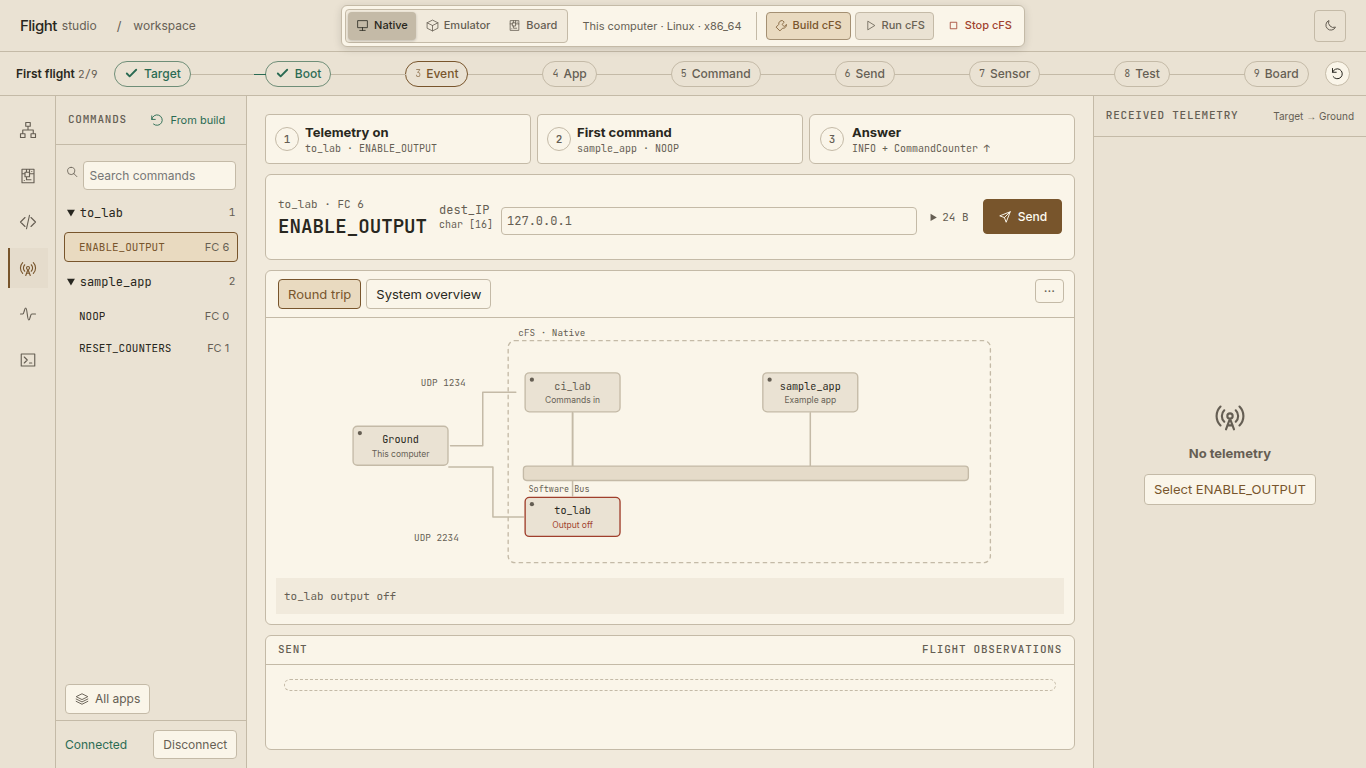 Flight studio / workspace
Native
Emulator
Board
This computer · Linux · x86_64
Build cFS
Run cFS
Stop cFS
First flight 2/9
Target
Boot
3 Event
4 App
5 Command
6 Send
7 Sensor
8 Test
9 Board
COMMANDS
From build
Search commands
to_lab 1
ENABLE_OUTPUT FC 6
sample_app 2
NOOP FC 0
RESET_COUNTERS FC 1
All apps
Connected
Disconnect
1 Telemetry on
to_lab · ENABLE_OUTPUT
2 First command
sample_app · NOOP
3 Answer
INFO + CommandCounter ↑
to_lab · FC 6
ENABLE_OUTPUT
dest_IP
char [16]
127.0.0.1
▶ 24 B
Send
Round trip
System overview
...
cFS · Native
UDP 1234
ci_lab
Commands in
sample_app
Example app
Ground
This computer
Software Bus
to_lab
Output off
UDP 2234
to_lab output off
SENT
FLIGHT OBSERVATIONS
RECEIVED TELEMETRY
Target → Ground
No telemetry
Select ENABLE_OUTPUT